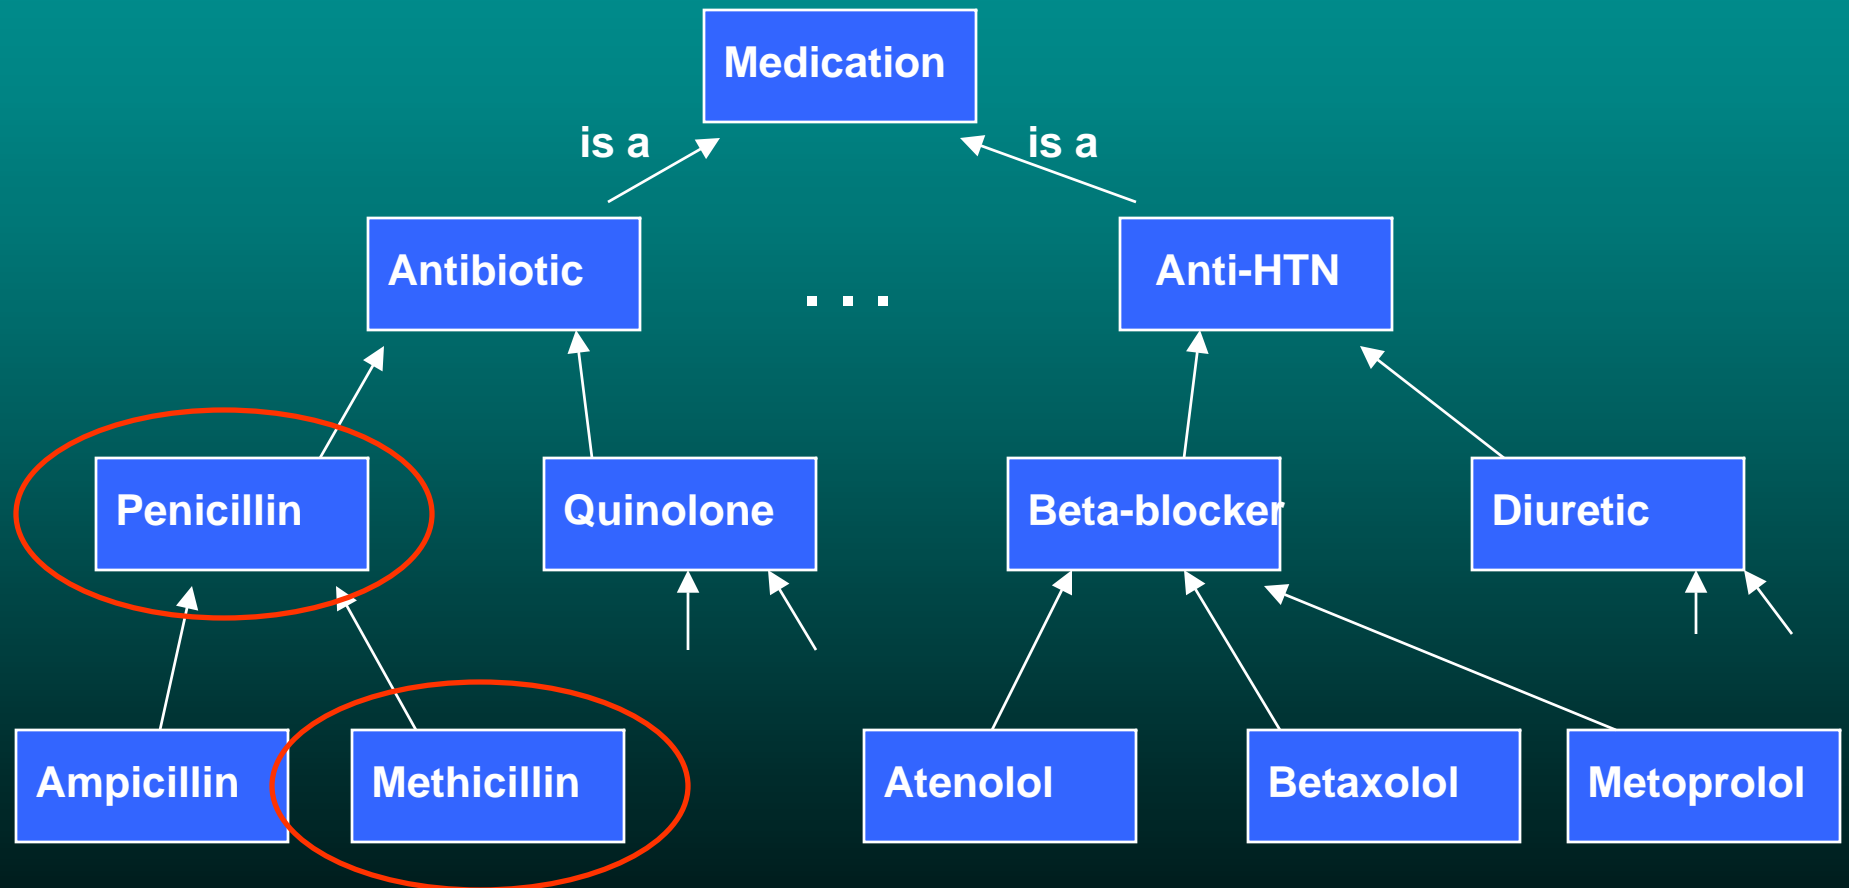 Medication
is a
is a
Antibiotic
. . .
Anti-HTN
Penicillin
Quinolone
Beta-blocker
Diuretic
Ampicillin
Methicillin
Atenolol
Betaxolol
Metoprolol